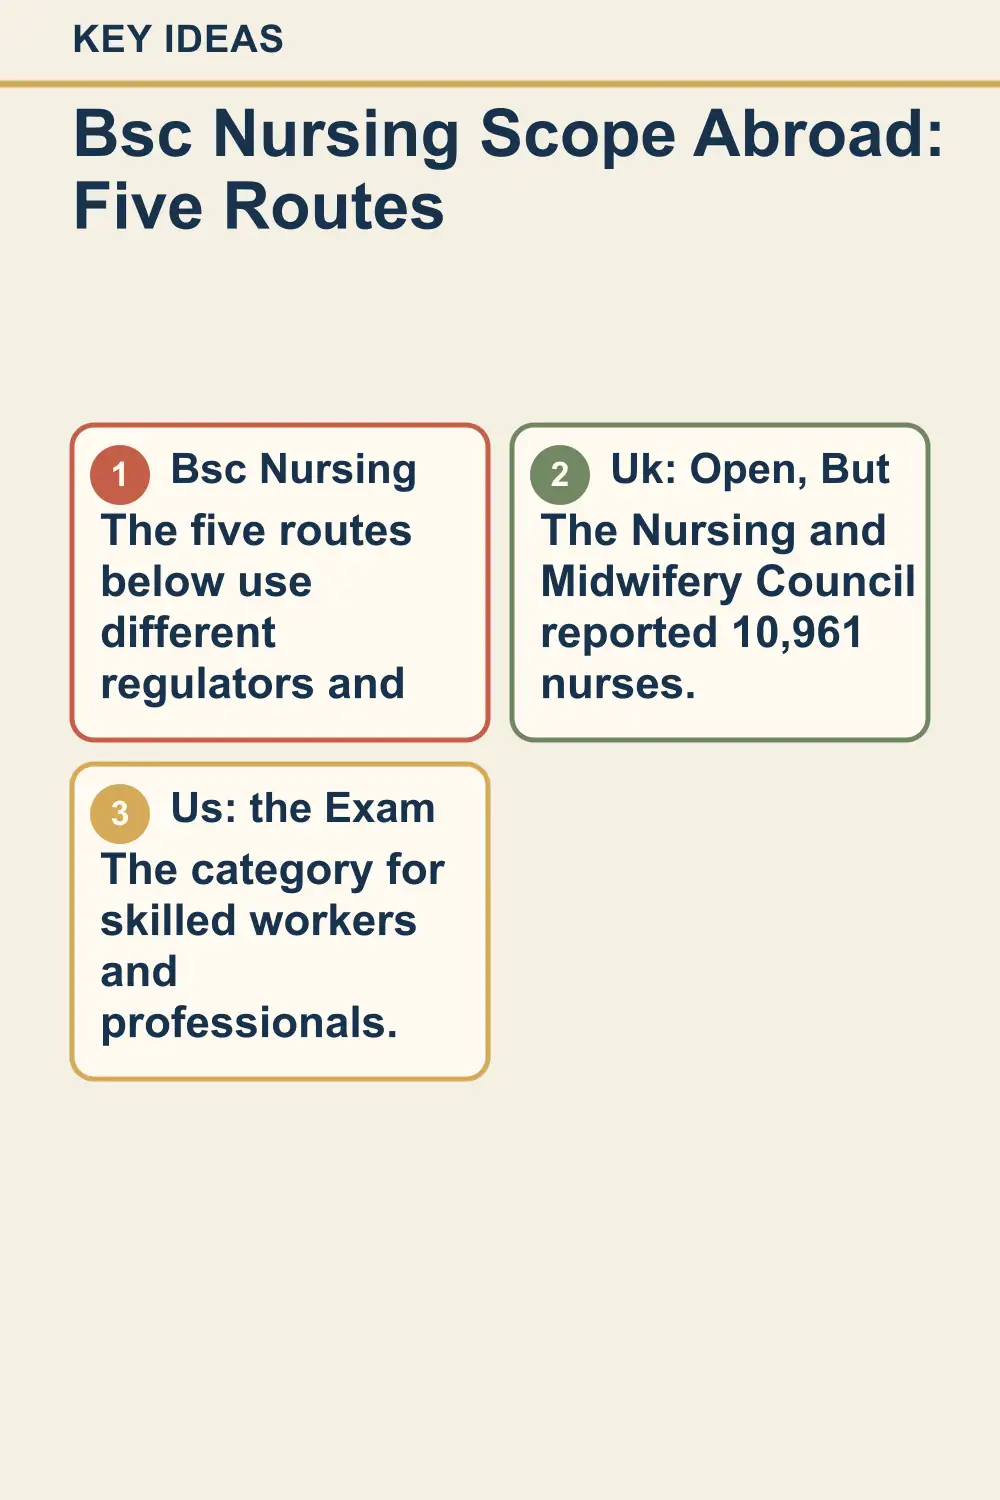 KEY IDEAS
Bsc Nursing Scope Abroad:
Five Routes
1 Bsc Nursing
The five routes
below use
different
regulators and
2 Uk: Open, But
The Nursing and
Midwifery Council
reported 10,961
nurses.
3 Us: the Exam
The category for
skilled workers
and
professionals.